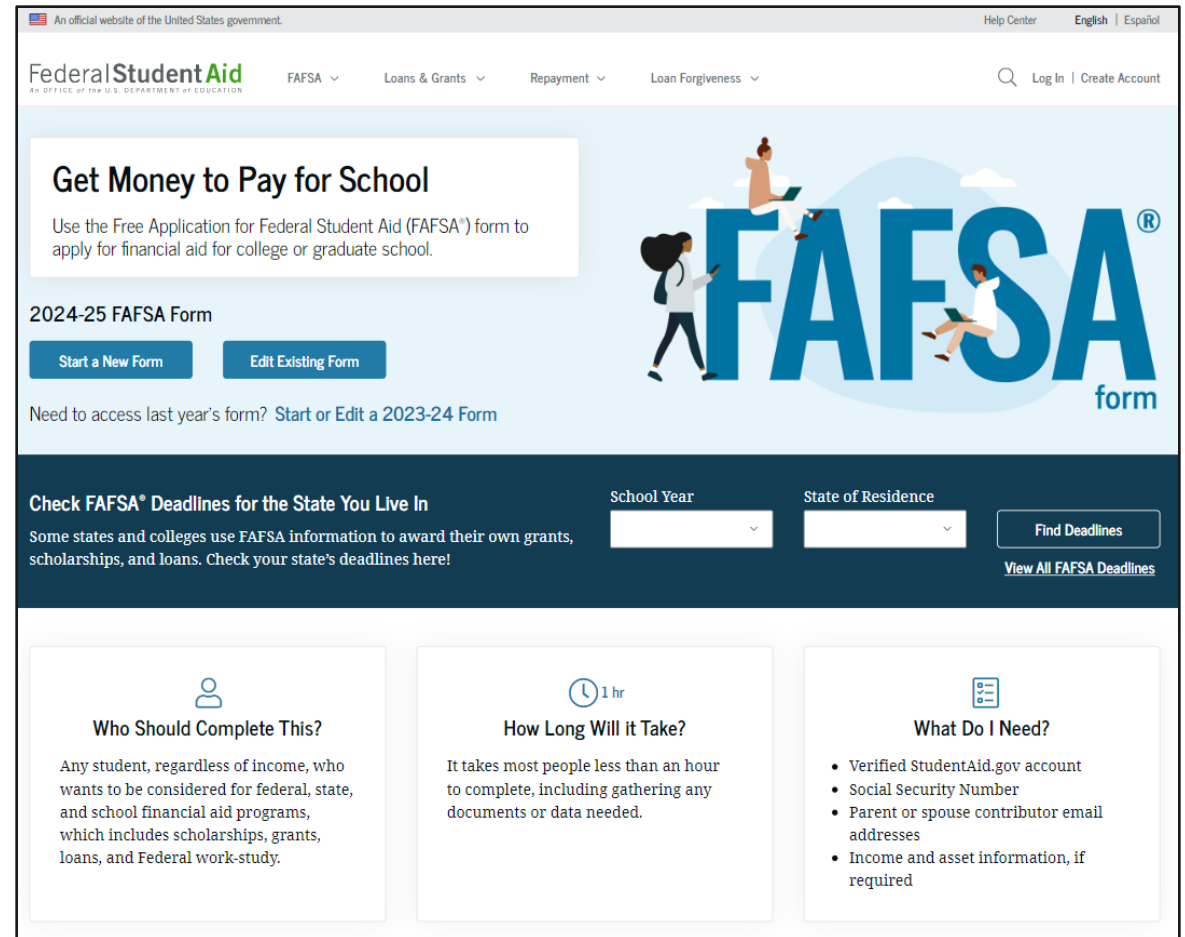 An official website of the United States government.
Help Center English | Español
Federal Student Aid
An OFFICE of the U.S. DEPARTMENT of EDUCATION
FAFSA Loans & Grants Repayment Loan Forgiveness
Log In | Create Account
Get Money to Pay for School
Use the Free Application for Federal Student Aid (FAFSA®) form to
apply for financial aid for college or graduate school.
FAFSA®
form
2024-25 FAFSA Form
Start a New Form Edit Existing Form
Need to access last year's form? Start or Edit a 2023-24 Form
Check FAFSA® Deadlines for the State You Live In
Some states and colleges use FAFSA information to award their own grants,
scholarships, and loans. Check your state's deadlines here!
School Year
State of Residence
Find Deadlines
View All FAFSA Deadlines
Who Should Complete This?
Any student, regardless of income, who
wants to be considered for federal, state,
and school financial aid programs,
which includes scholarships, grants,
loans, and Federal work-study.
1 hr
How Long Will it Take?
It takes most people less than an hour
to complete, including gathering any
documents or data needed.
What Do I Need?
• Verified StudentAid.gov account
• Social Security Number
• Parent or spouse contributor email
addresses
• Income and asset information, if
required